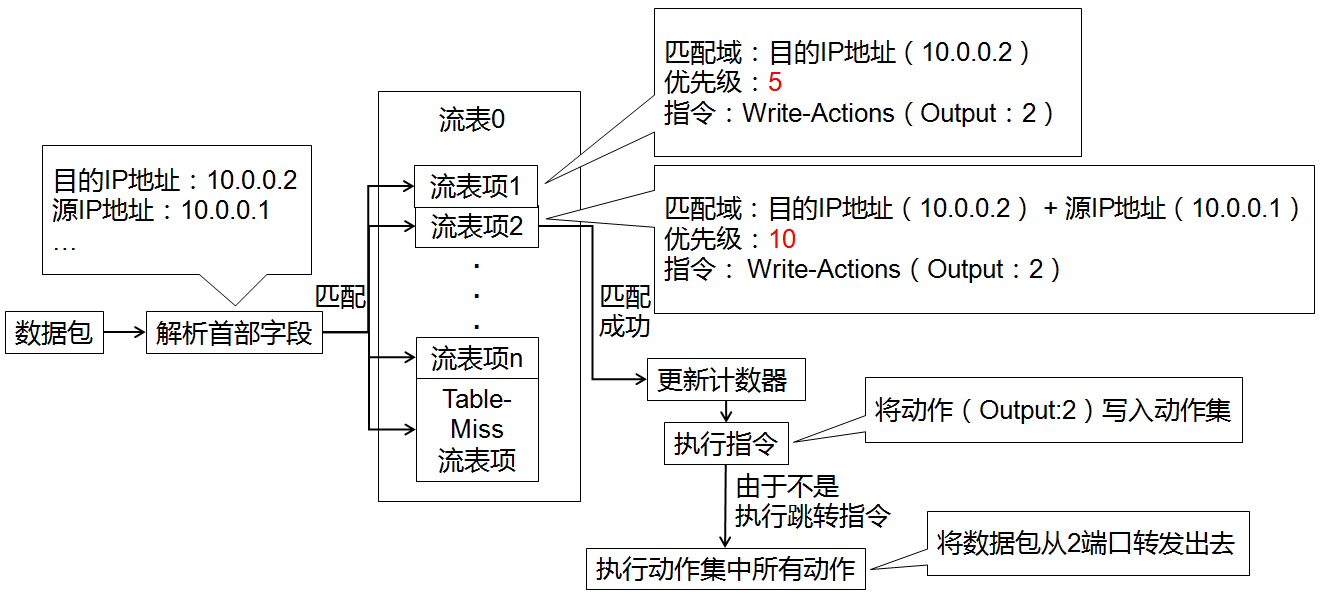 匹配域：目的IP地址（10.0.0.2）
优先级：5
指令：Write-Actions（Output：2）
流表0
目的IP地址：10.0.0.2
源IP地址：10.0.0.1
…
流表项1
流表项2
匹配域：目的IP地址（10.0.0.2）+ 源IP地址（10.0.0.1）
优先级：10
指令： Write-Actions（Output：2）
.
.
.
匹配
匹配
成功
数据包
解析首部字段
流表项n
Table-
Miss
流表项
更新计数器
将动作（Output:2）写入动作集
执行指令
由于不是
执行跳转指令
将数据包从2端口转发出去
执行动作集中所有动作